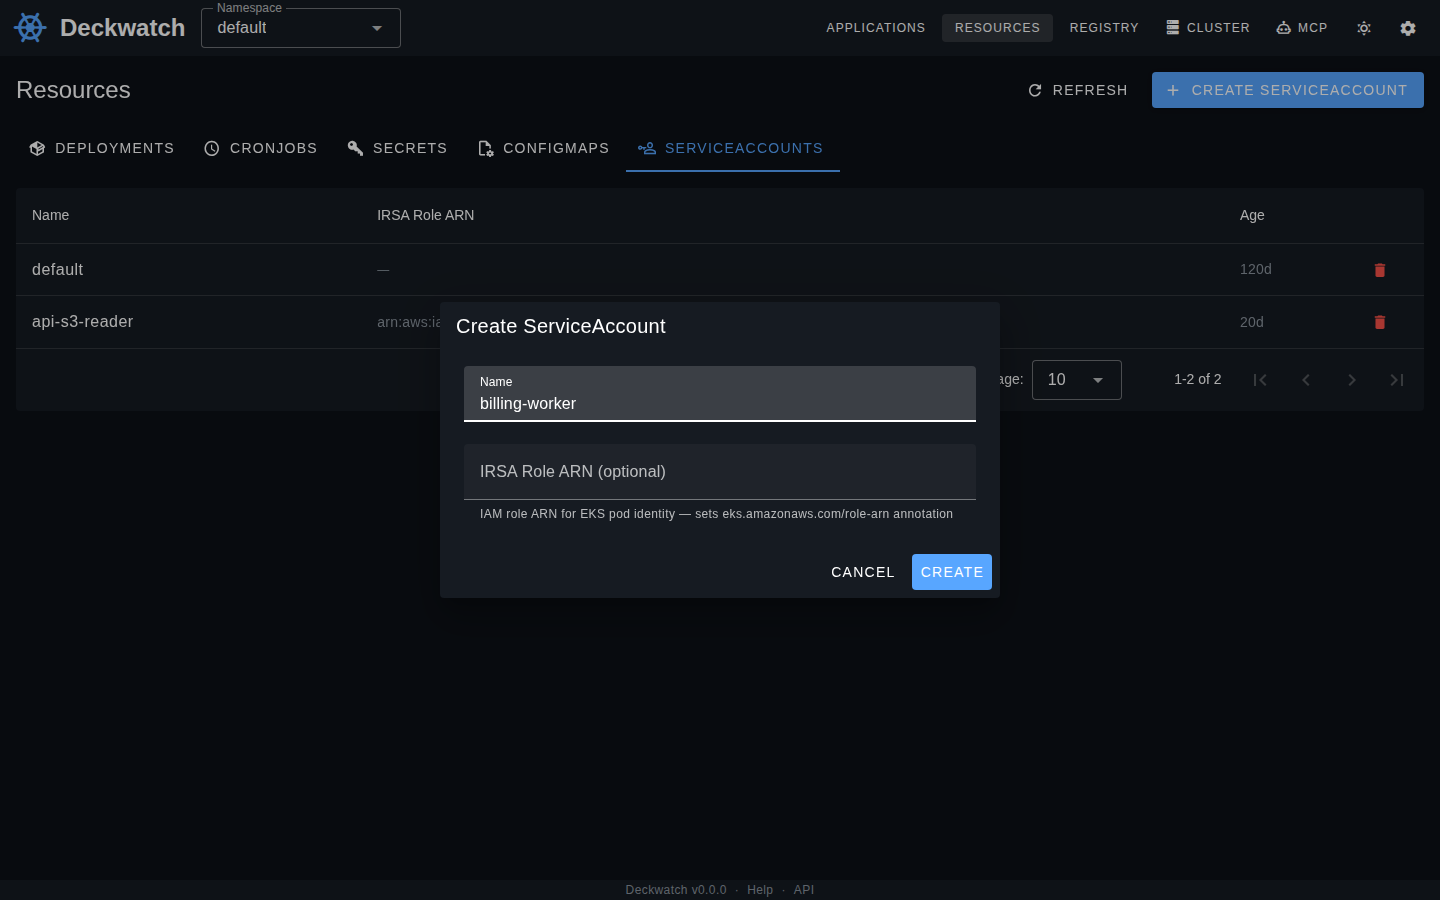 Deckwatch
Namespace
default
APPLICATIONS
RESOURCES
REGISTRY
CLUSTER
MCP
Resources
REFRESH
CREATE SERVICEACCOUNT
DEPLOYMENTS
CRONJOBS
SECRETS
CONFIGMAPS
SERVICEACCOUNTS
Name IRSA Role ARN Age
default — 120d
api-s3-reader arn:aws:ia 20d
age: 10 1-2 of 2
Create ServiceAccount
Name
billing-worker
IRSA Role ARN (optional)
IAM role ARN for EKS pod identity — sets eks.amazonaws.com/role-arn annotation
CANCEL CREATE
Deckwatch v0.0.0 · Help · API